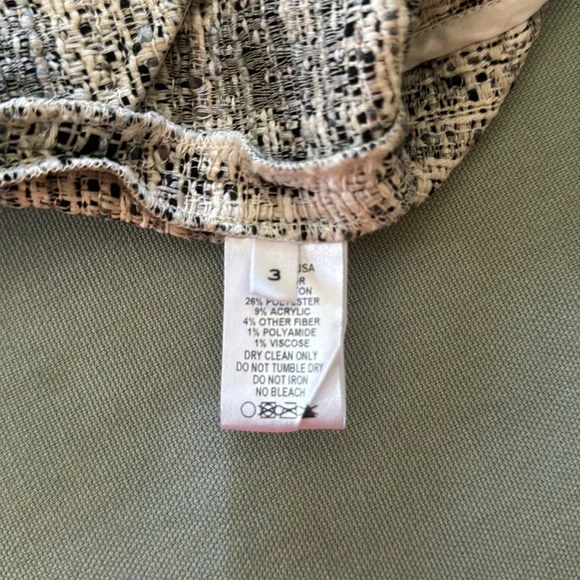 3
USA
26% POLYESTER
9% ACRYLIC
4% OTHER FIBER
1% POLYAMIDE
1% VISCOSE
DRY CLEAN ONLY
DO NOT TUMBLE DRY
DO NOT IRON
NO BLEACH